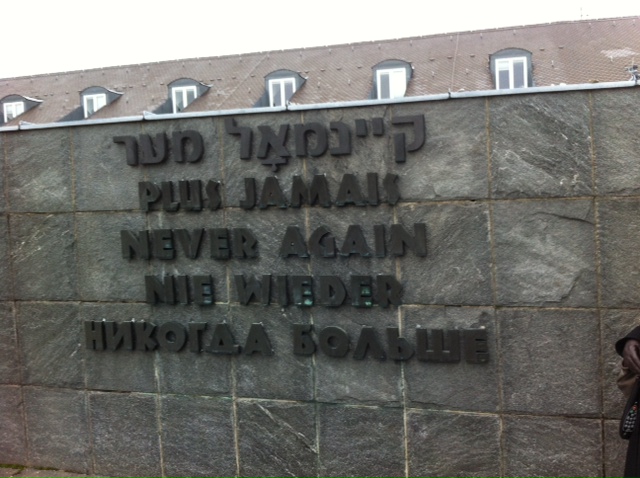 קיינמאָל מער
PLUS JAMAIS
NEVER AGAIN
NIE WIEDER
НИКОГДА БОЛЬШЕ